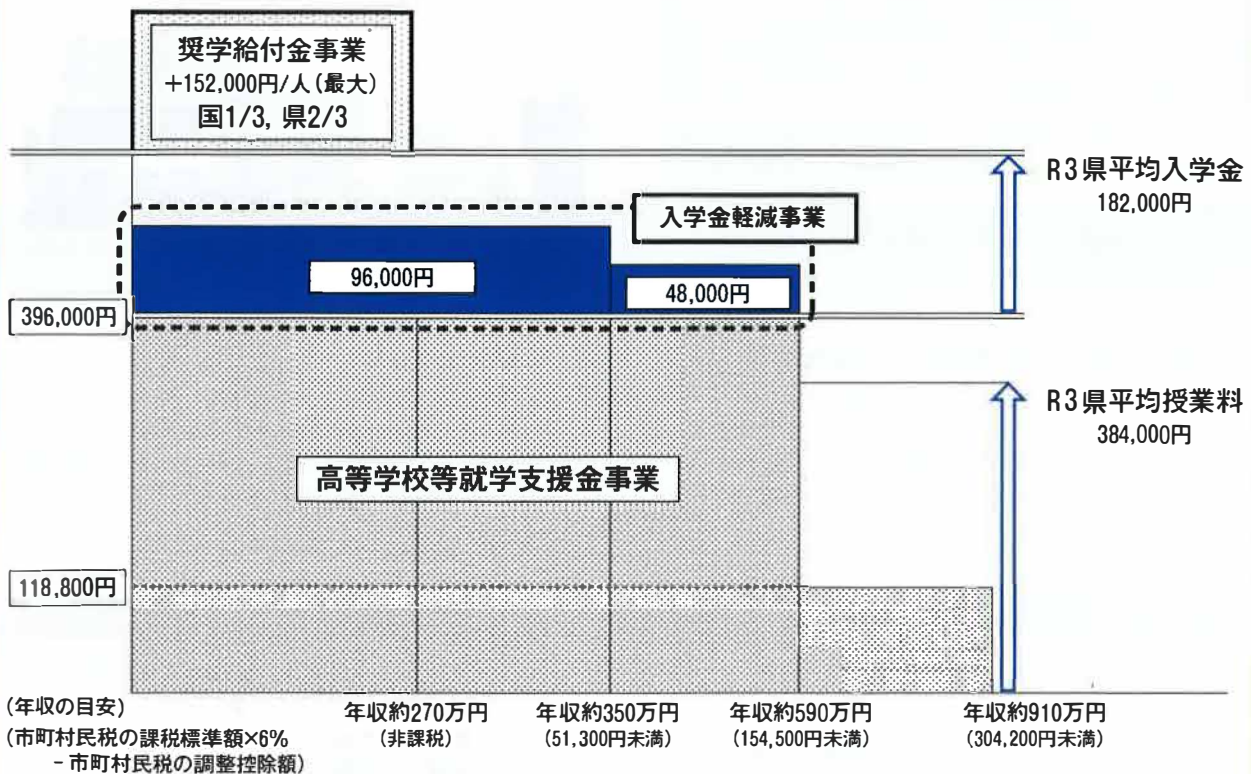 奨学給付金事業
+152,000円/人(最大)
国1/3, 県2/3
R3県平均入学金
182,000円
入学金軽減事業
96,000円
48,000円
396,000円
R3県平均授業料
384,000円
高等学校等就学支援金事業
118,800円
(年収の目安)
年収約270万円
年収約350万円
年収約590万円
年収約910万円
(市町村民税の課税標準額×6%
-市町村民税の調整控除額)
(非課税)
(51,300円未満)
(154,500円未満)
(304,200円未満)